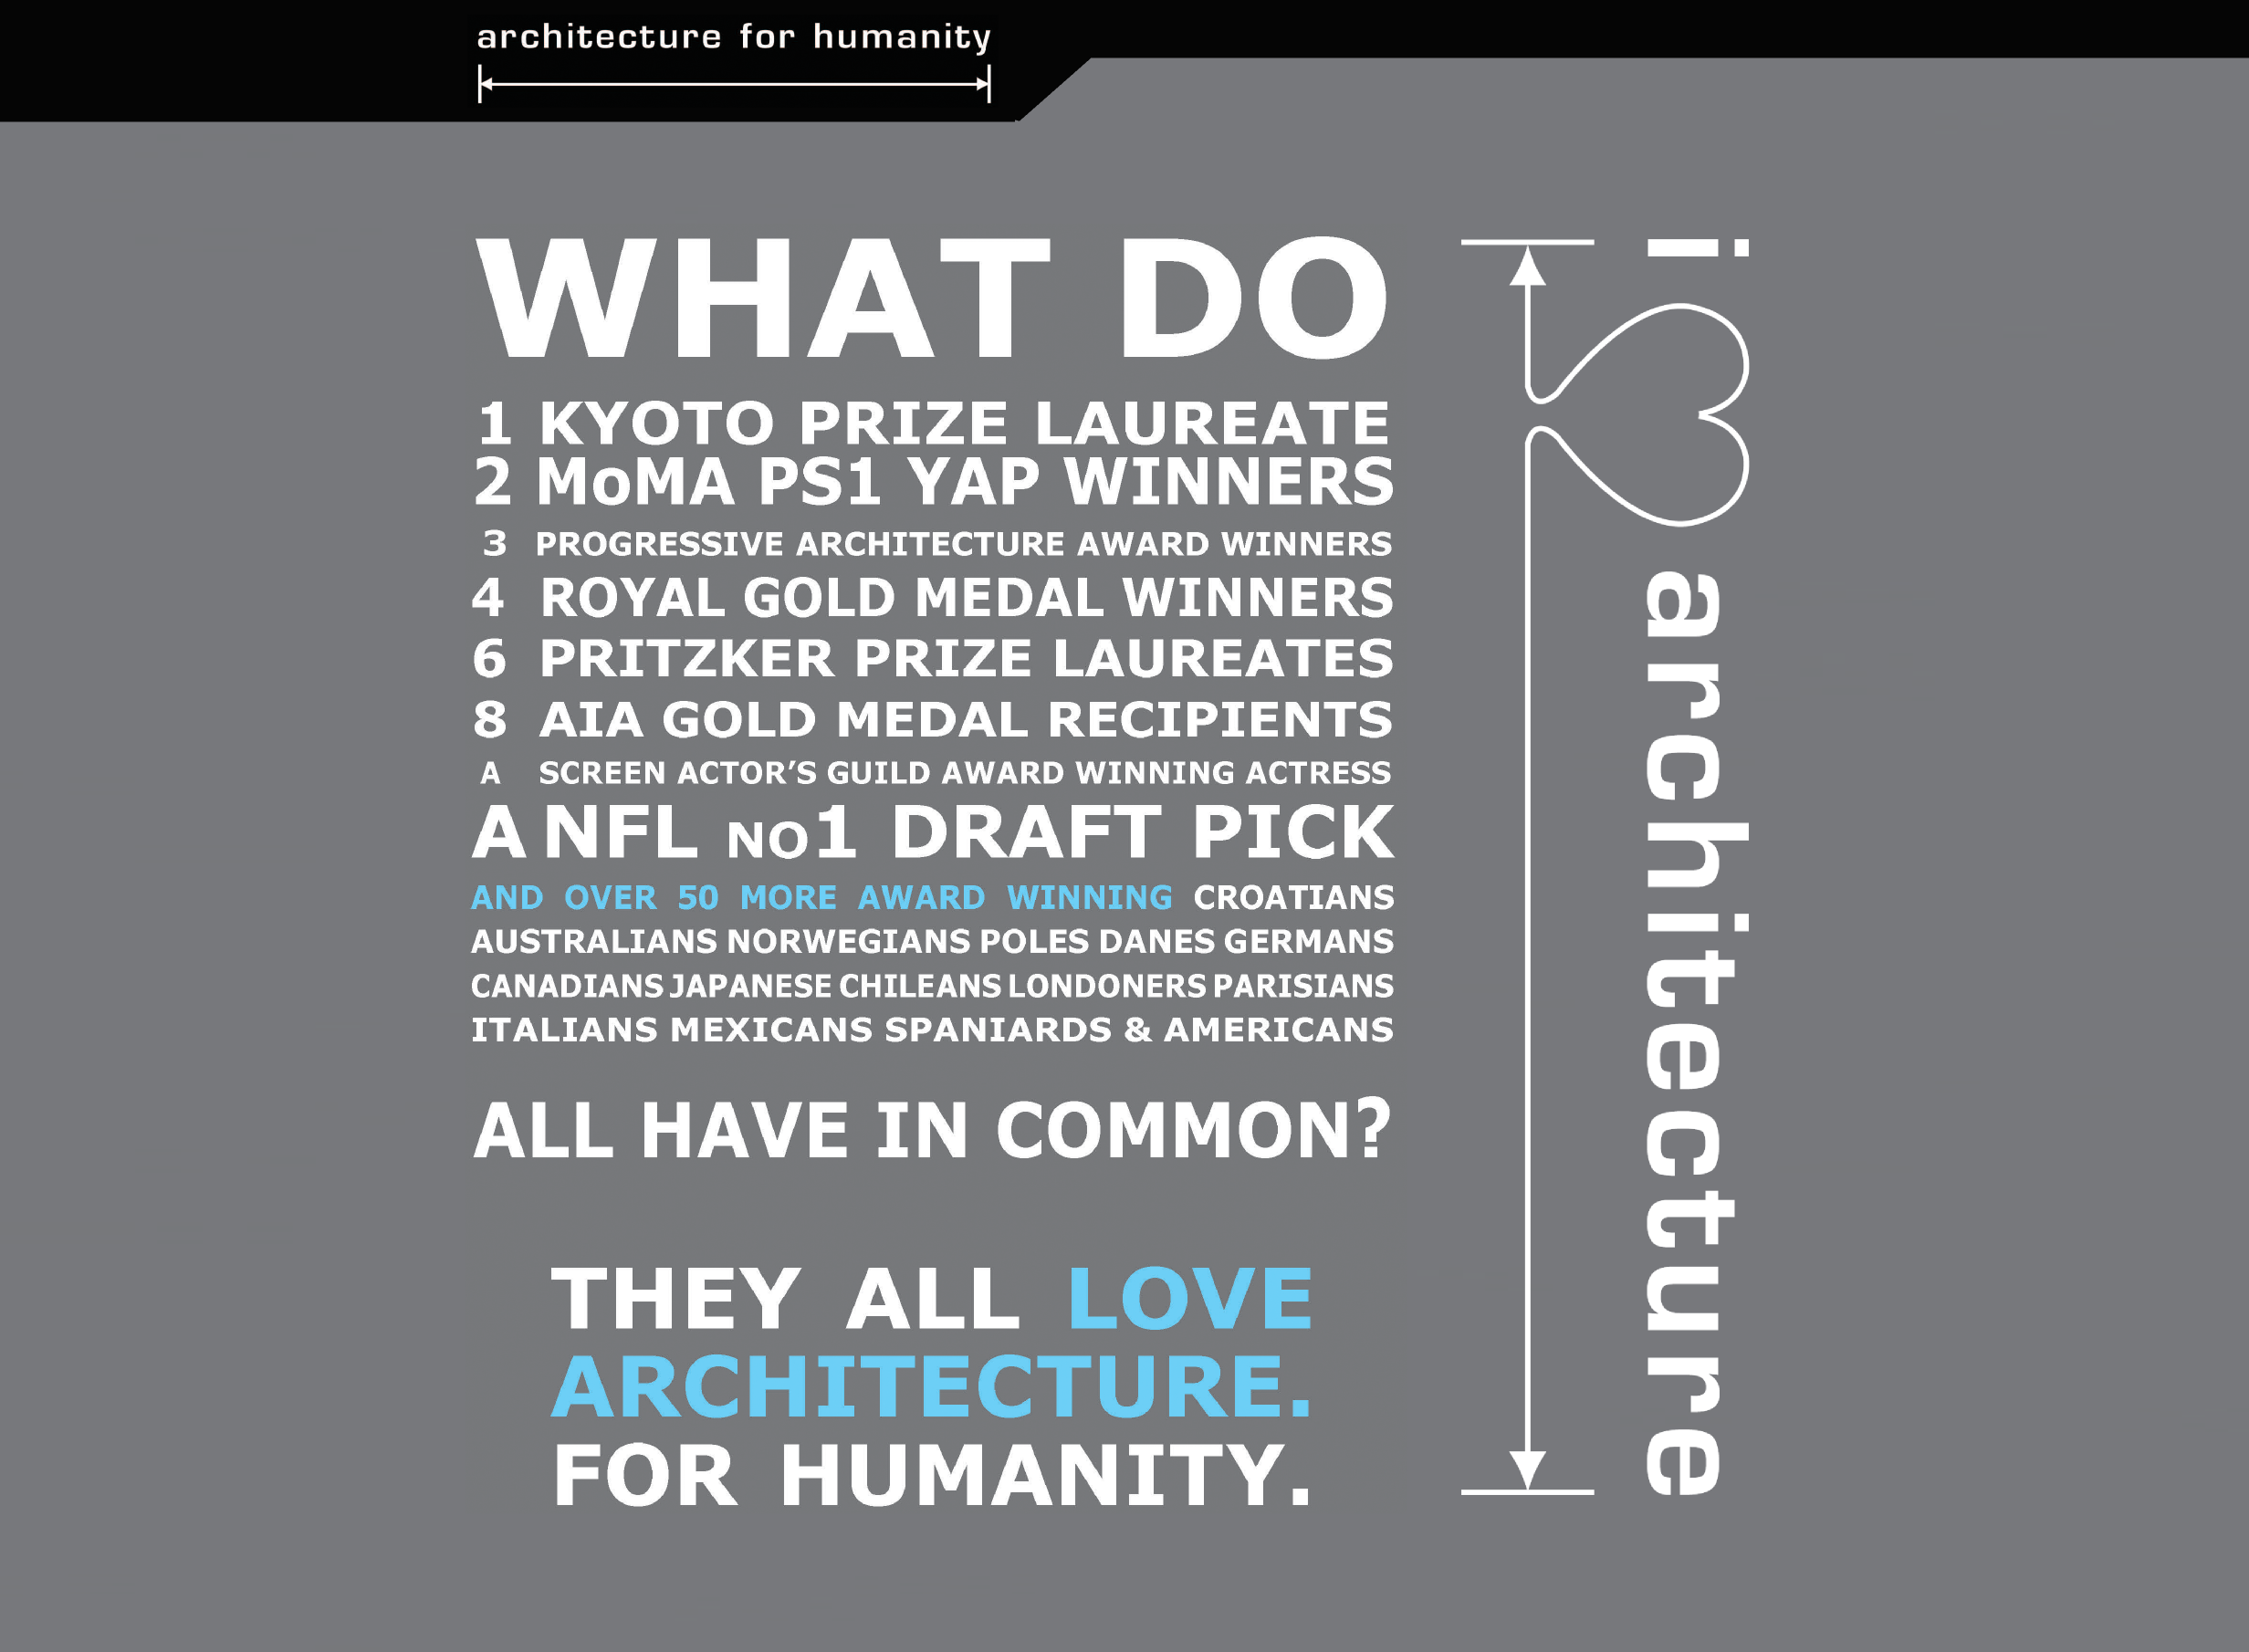 architecture for humanity
WHAT DO
1 KYOTO PRIZE LAUREATE
2 MoMA PS1 YAP WINNERS
3 PROGRESSIVE ARCHITECTURE AWARD WINNERS
4 ROYAL GOLD MEDAL WINNERS
6 PRITZKER PRIZE LAUREATES
8 AIA GOLD MEDAL RECIPIENTS
A SCREEN ACTOR'S GUILD AWARD WINNING ACTRESS
A NFL No1 DRAFT PICK
AND OVER 50 MORE AWARD WINNING CROATIANS
AUSTRALIANS NORWEGIANS POLES DANES GERMANS
CANADIANS JAPANESE CHILEANS LONDONERS PARISIANS
ITALIANS MEXICANS SPANIARDS & AMERICANS
ALL HAVE IN COMMON?
THEY ALL LOVE
ARCHITECTURE.
FOR HUMANITY.
i architecture